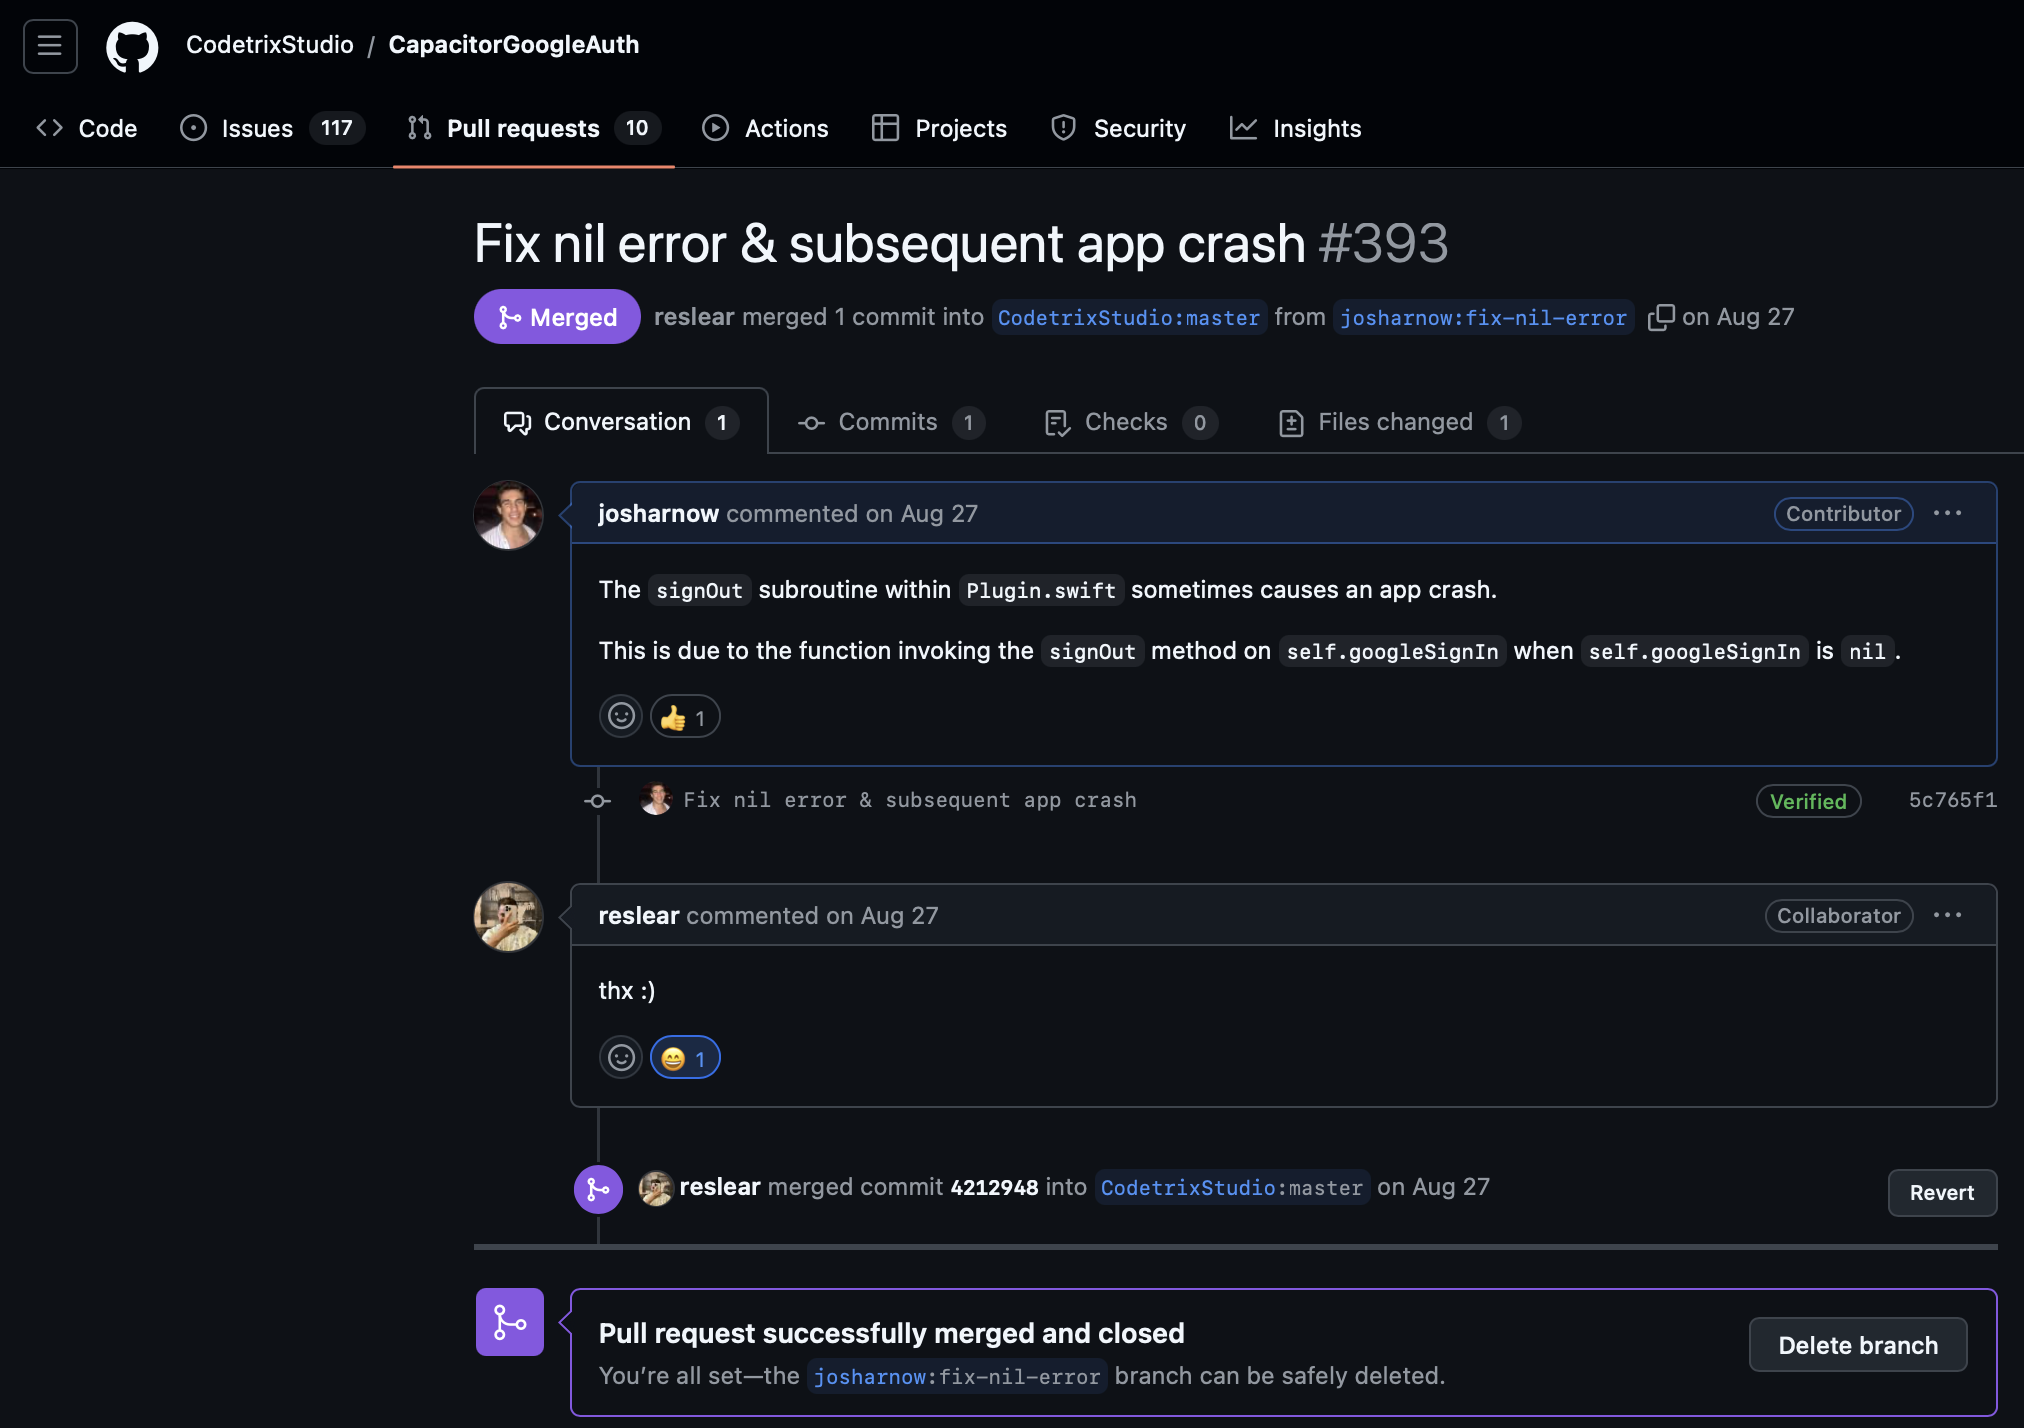 CodetrixStudio / CapacitorGoogleAuth
Code Issues 117 Pull requests 10 Actions Projects Security Insights
Fix nil error & subsequent app crash #393
Merged reslear merged 1 commit into CodetrixStudio:master from josharnow:fix-nil-error on Aug 27
Conversation 1 Commits 1 Checks 0 Files changed 1
josharnow commented on Aug 27 Contributor ...
The signOut subroutine within Plugin.swift sometimes causes an app crash.
This is due to the function invoking the signOut method on self.googleSignIn when self.googleSignIn is nil.
👍 1
Fix nil error & subsequent app crash Verified 5c765f1
reslear commented on Aug 27 Collaborator ...
thx :)
😄 1
reslear merged commit 4212948 into CodetrixStudio:master on Aug 27 Revert
Pull request successfully merged and closed
You’re all set—the josharnow:fix-nil-error branch can be safely deleted.
Delete branch